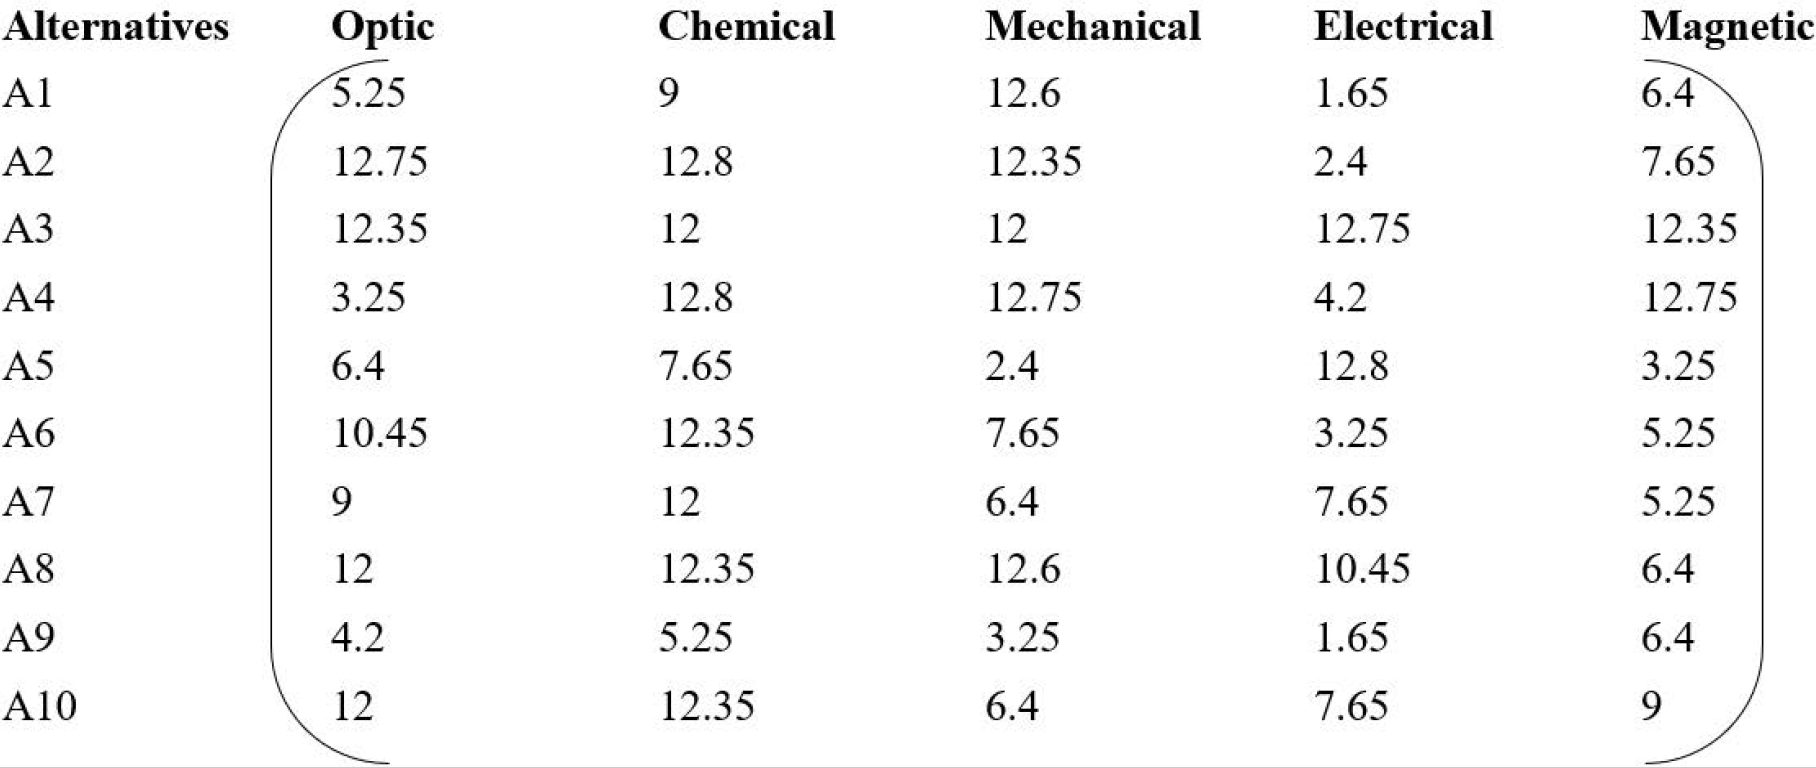 Alternatives Optic Chemical Mechanical Electrical Magnetic
A1 5.25 9 12.6 1.65 6.4
A2 12.75 12.8 12.35 2.4 7.65
A3 12.35 12 12 12.75 12.35
A4 3.25 12.8 12.75 4.2 12.75
A5 6.4 7.65 2.4 12.8 3.25
A6 10.45 12.35 7.65 3.25 5.25
A7 9 12 6.4 7.65 5.25
A8 12 12.35 12.6 10.45 6.4
A9 4.2 5.25 3.25 1.65 6.4
A10 12 12.35 6.4 7.65 9